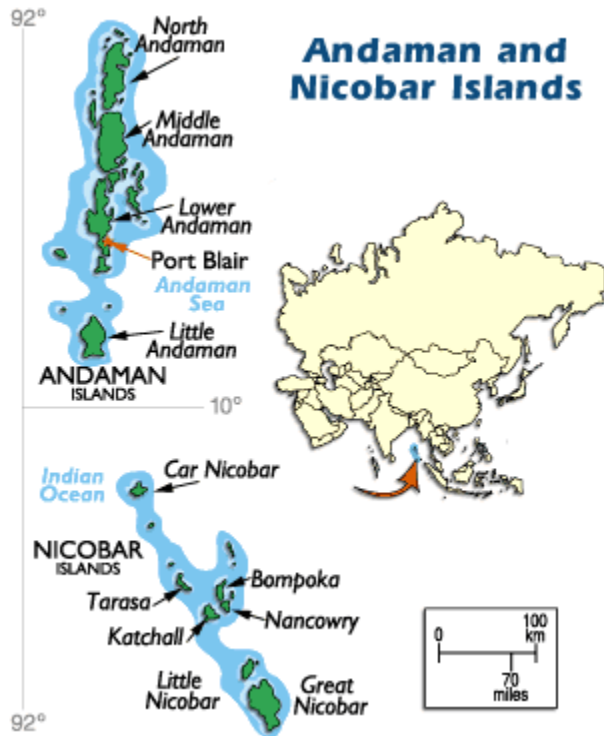 92°
North
Andaman
Andaman and
Nicobar Islands
Middle
Andaman
Lower
Andaman
Port Blair
Andaman
Sea
Little
Andaman
ANDAMAN
ISLANDS
10°
Indian
Ocean
Car Nicobar
NICOBAR
ISLANDS
Bompoka
Tarasa
Nancowry
Katchall
Little
Nicobar
Great
Nicobar
0
100
km
70
miles
92°